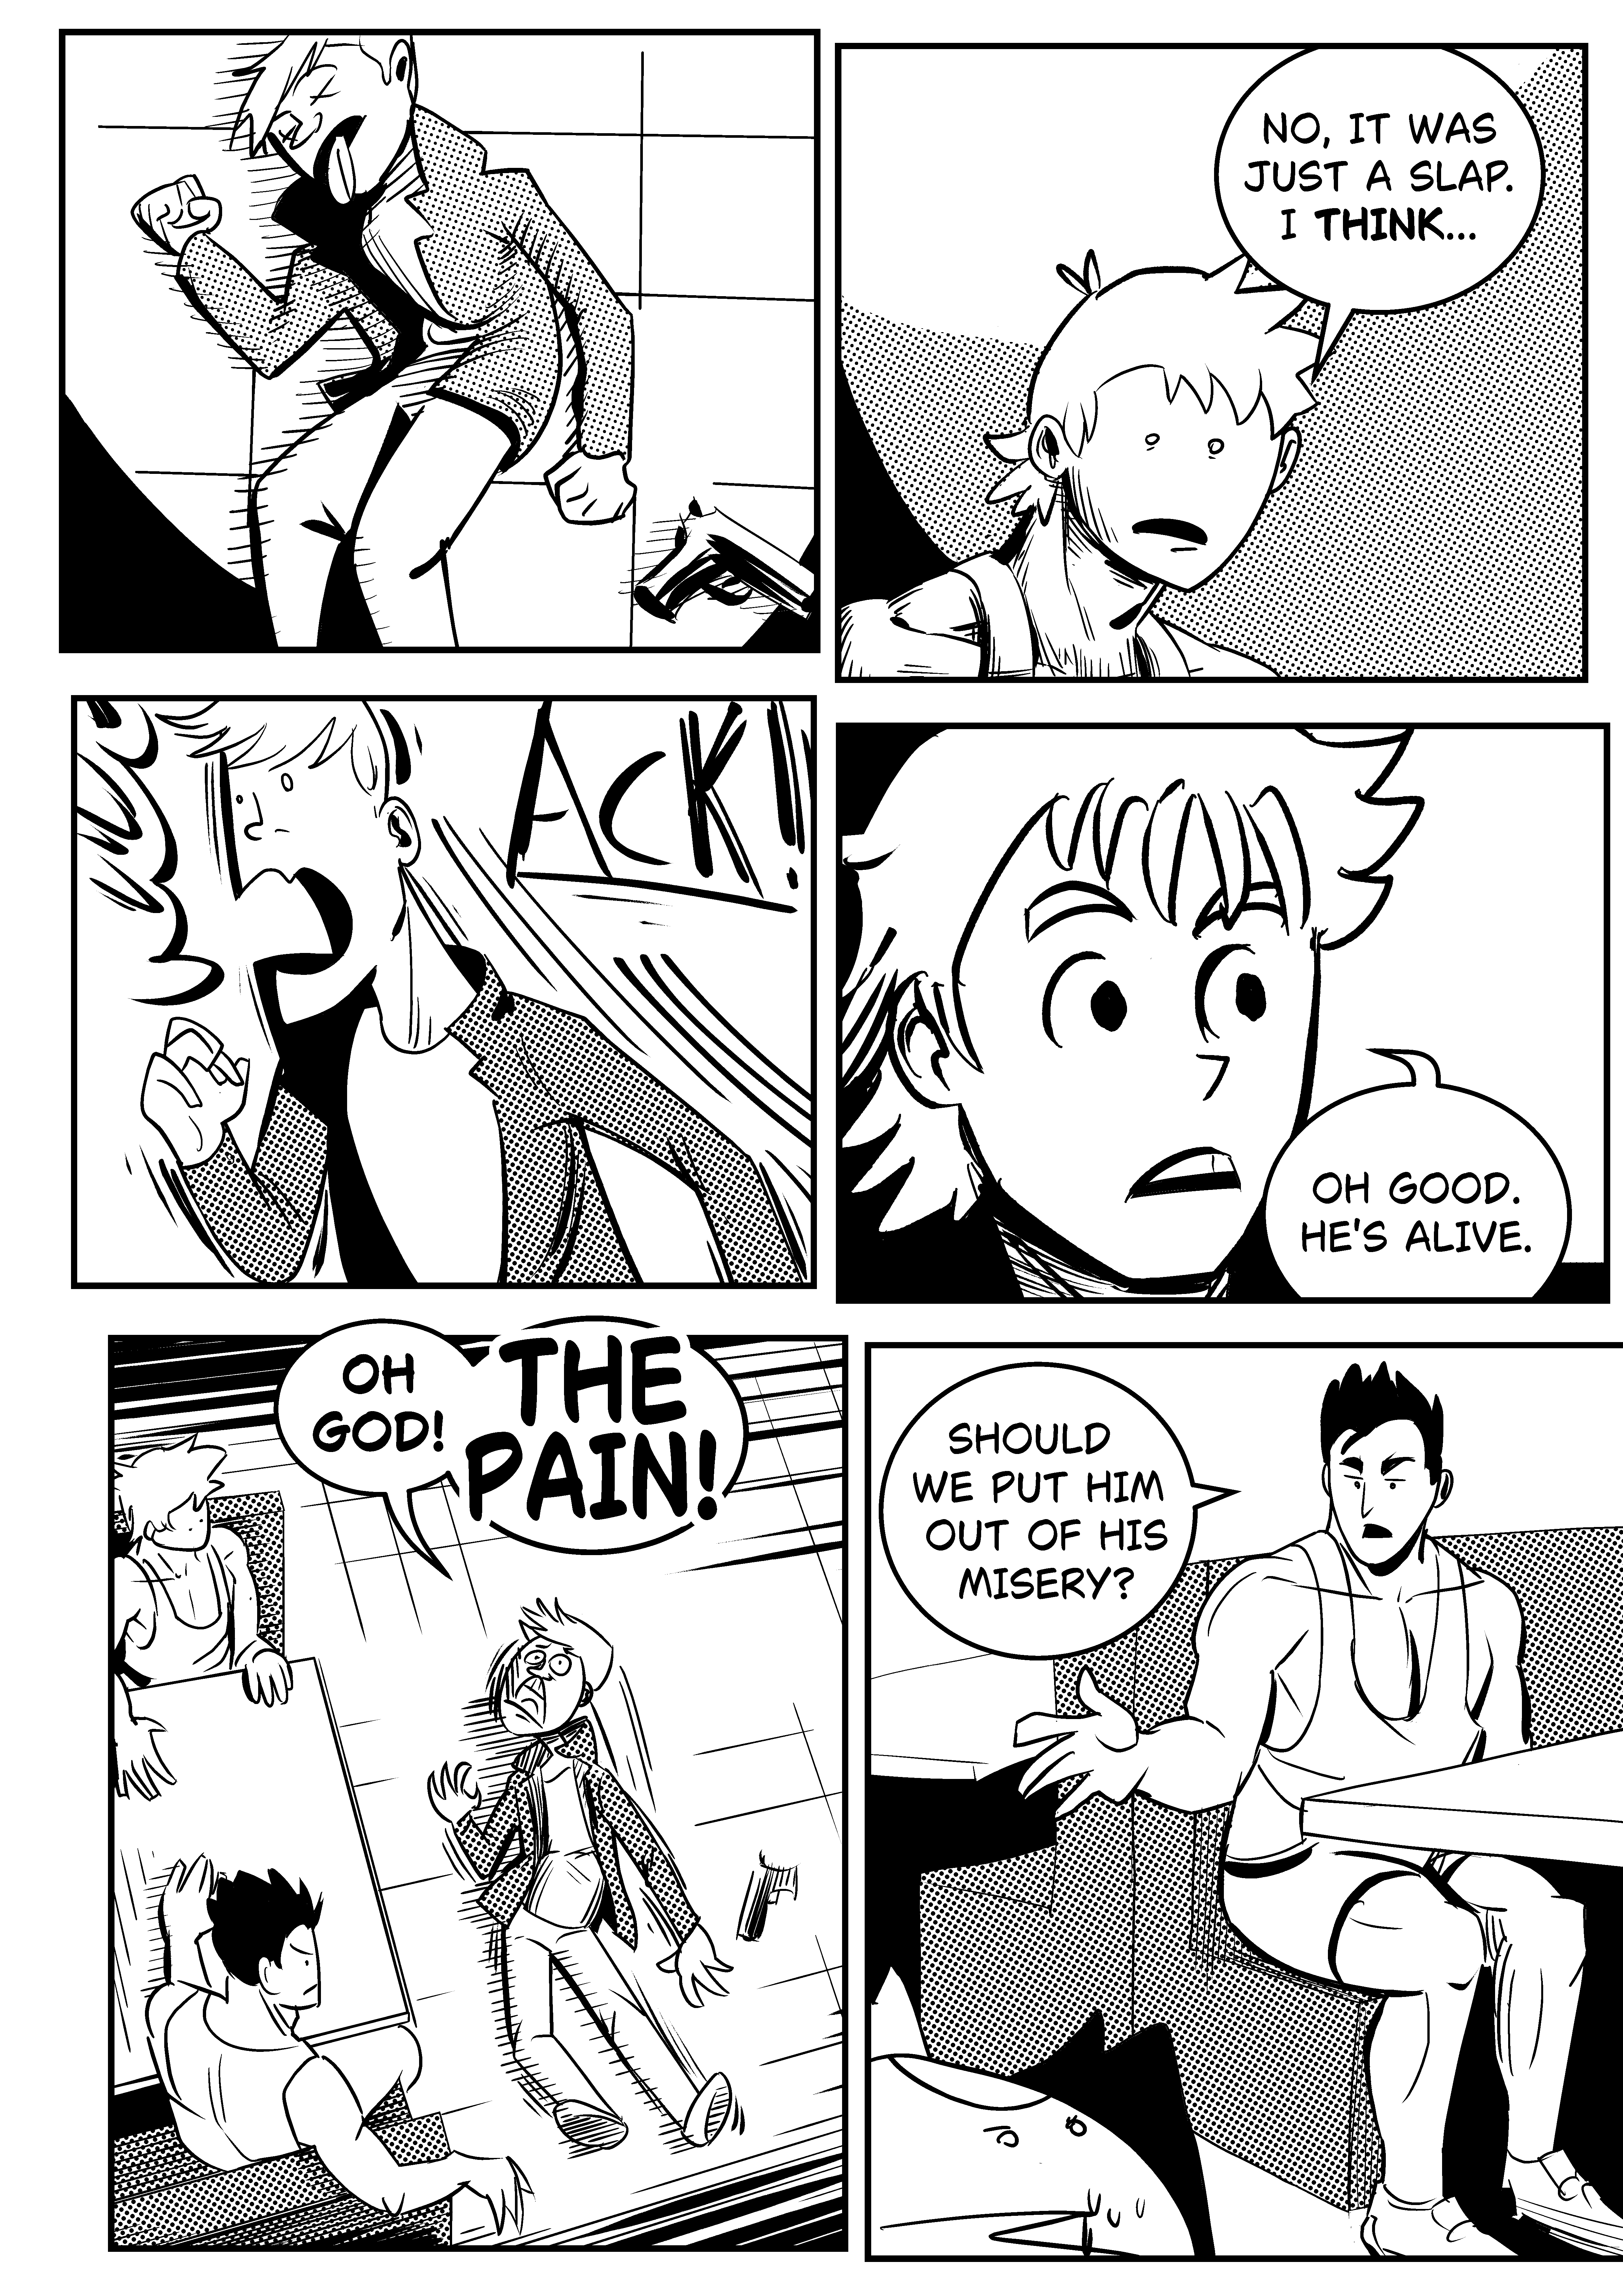 NO, IT WAS
JUST A SLAP.
I THINK...
ACK!
OH GOOD.
HE'S ALIVE.
OH
GOD!
THE
PAIN!
SHOULD
WE PUT HIM
OUT OF HIS
MISERY?